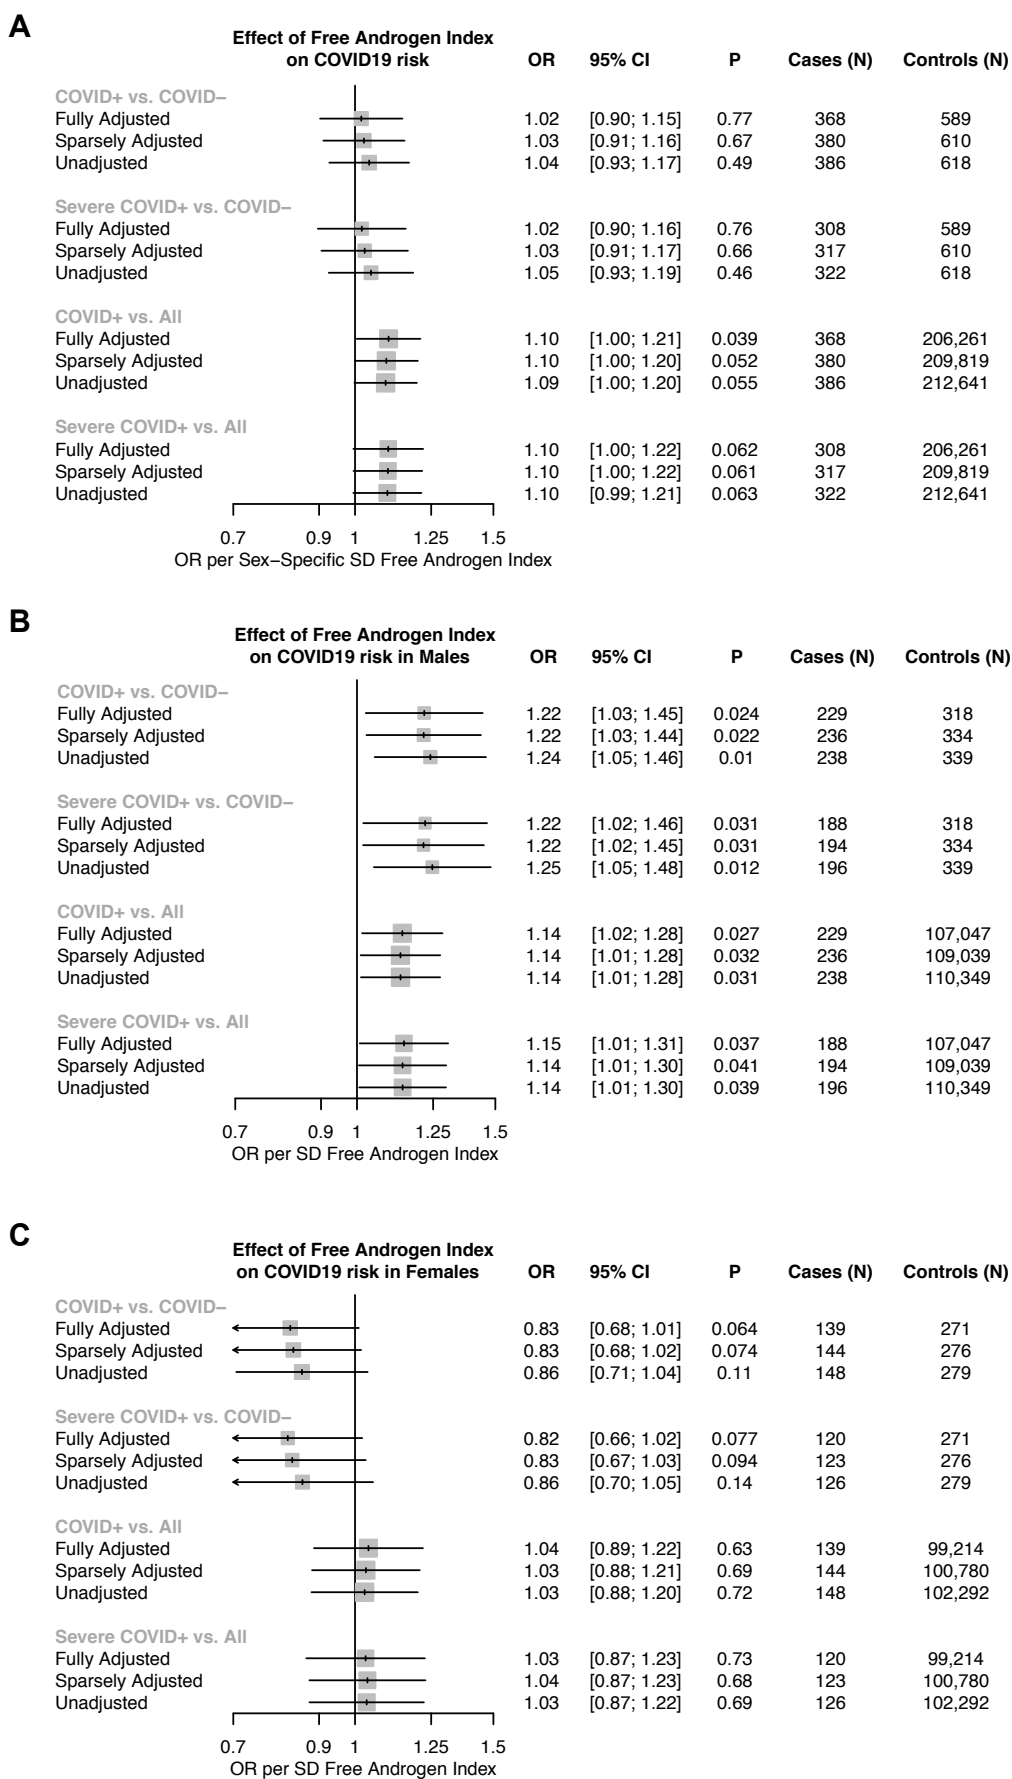 A
Effect of Free Androgen Index
on COVID19 risk OR 95% CI P Cases (N) Controls (N)
COVID+ vs. COVID−
Fully Adjusted 1.02 [0.90; 1.15] 0.77 368 589
Sparsely Adjusted 1.03 [0.91; 1.16] 0.67 380 610
Unadjusted 1.04 [0.93; 1.17] 0.49 386 618
Severe COVID+ vs. COVID−
Fully Adjusted 1.02 [0.90; 1.16] 0.76 308 589
Sparsely Adjusted 1.03 [0.91; 1.17] 0.66 317 610
Unadjusted 1.05 [0.93; 1.19] 0.46 322 618
COVID+ vs. All
Fully Adjusted 1.10 [1.00; 1.21] 0.039 368 206,261
Sparsely Adjusted 1.10 [1.00; 1.20] 0.052 380 209,819
Unadjusted 1.09 [1.00; 1.20] 0.055 386 212,641
Severe COVID+ vs. All
Fully Adjusted 1.10 [1.00; 1.22] 0.062 308 206,261
Sparsely Adjusted 1.10 [1.00; 1.22] 0.061 317 209,819
Unadjusted 1.10 [0.99; 1.21] 0.063 322 212,641
0.7 0.9 1 1.25 1.5
OR per Sex−Specific SD Free Androgen Index
B
Effect of Free Androgen Index
on COVID19 risk in Males OR 95% CI P Cases (N) Controls (N)
COVID+ vs. COVID−
Fully Adjusted 1.22 [1.03; 1.45] 0.024 229 318
Sparsely Adjusted 1.22 [1.03; 1.44] 0.022 236 334
Unadjusted 1.24 [1.05; 1.46] 0.01 238 339
Severe COVID+ vs. COVID−
Fully Adjusted 1.22 [1.02; 1.46] 0.031 188 318
Sparsely Adjusted 1.22 [1.02; 1.45] 0.031 194 334
Unadjusted 1.25 [1.05; 1.48] 0.012 196 339
COVID+ vs. All
Fully Adjusted 1.14 [1.02; 1.28] 0.027 229 107,047
Sparsely Adjusted 1.14 [1.01; 1.28] 0.032 236 109,039
Unadjusted 1.14 [1.01; 1.28] 0.031 238 110,349
Severe COVID+ vs. All
Fully Adjusted 1.15 [1.01; 1.31] 0.037 188 107,047
Sparsely Adjusted 1.14 [1.01; 1.30] 0.041 194 109,039
Unadjusted 1.14 [1.01; 1.30] 0.039 196 110,349
0.7 0.9 1 1.25 1.5
OR per SD Free Androgen Index
C
Effect of Free Androgen Index
on COVID19 risk in Females OR 95% CI P Cases (N) Controls (N)
COVID+ vs. COVID−
Fully Adjusted 0.83 [0.68; 1.01] 0.064 139 271
Sparsely Adjusted 0.83 [0.68; 1.02] 0.074 144 276
Unadjusted 0.86 [0.71; 1.04] 0.11 148 279
Severe COVID+ vs. COVID−
Fully Adjusted 0.82 [0.66; 1.02] 0.077 120 271
Sparsely Adjusted 0.83 [0.67; 1.03] 0.094 123 276
Unadjusted 0.86 [0.70; 1.05] 0.14 126 279
COVID+ vs. All
Fully Adjusted 1.04 [0.89; 1.22] 0.63 139 99,214
Sparsely Adjusted 1.03 [0.88; 1.21] 0.69 144 100,780
Unadjusted 1.03 [0.88; 1.20] 0.72 148 102,292
Severe COVID+ vs. All
Fully Adjusted 1.03 [0.87; 1.23] 0.73 120 99,214
Sparsely Adjusted 1.04 [0.87; 1.23] 0.68 123 100,780
Unadjusted 1.03 [0.87; 1.22] 0.69 126 102,292
0.7 0.9 1 1.25 1.5
OR per SD Free Androgen Index